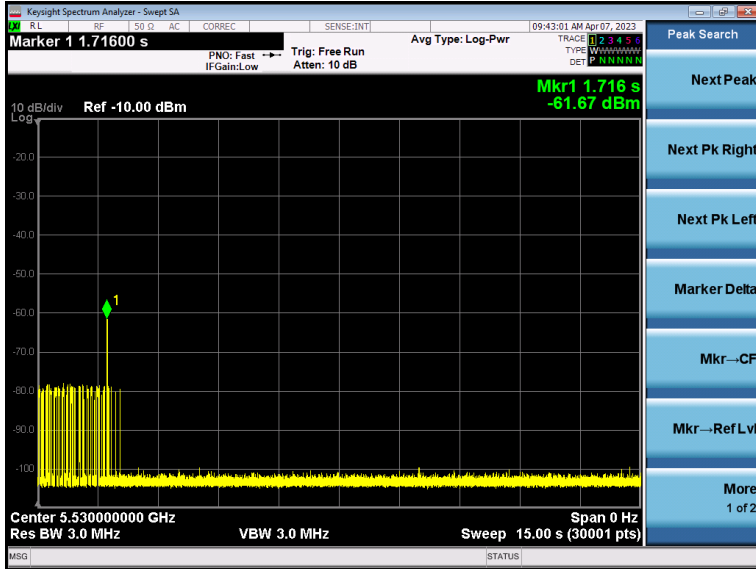 Keysight Spectrum Analyzer - Swept SA
LXI RL RF 50 Ω AC CORREC SENSE:INT 09:43:01 AM Apr 07, 2023
Marker 1 1.71600 s
PNO: Fast
IFGain:Low
Trig: Free Run
Atten: 10 dB
Avg Type: Log-Pwr
TRACE 1 2 3 4 5 6
TYPE W
DET P N N N N N
Mkr1 1.716 s
-61.67 dBm
10 dB/div Ref -10.00 dBm
Log
-20.0
-30.0
-40.0
-50.0
1
-60.0
-70.0
-80.0
-90.0
-100
Center 5.530000000 GHz Span 0 Hz
Res BW 3.0 MHz VBW 3.0 MHz Sweep 15.00 s (30001 pts)
MSG STATUS
Peak Search
Next Peak
Next Pk Right
Next Pk Left
Marker Delta
Mkr→CF
Mkr→Ref Lvl
More
1 of 2